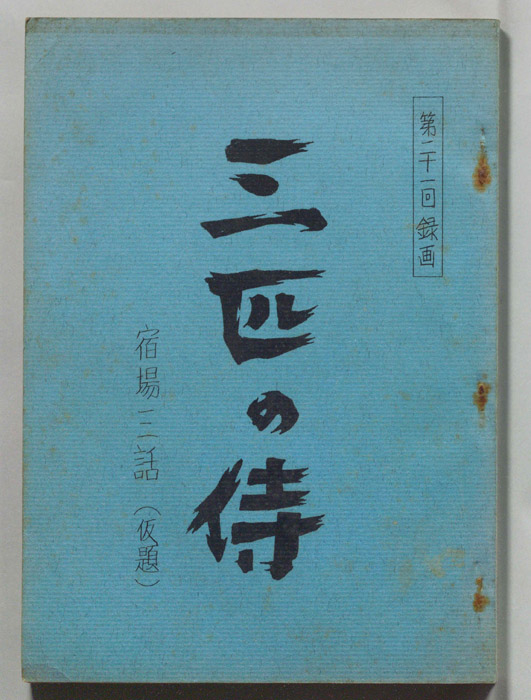 第二十一回録画
三匹の侍
宿場三話（仮題）